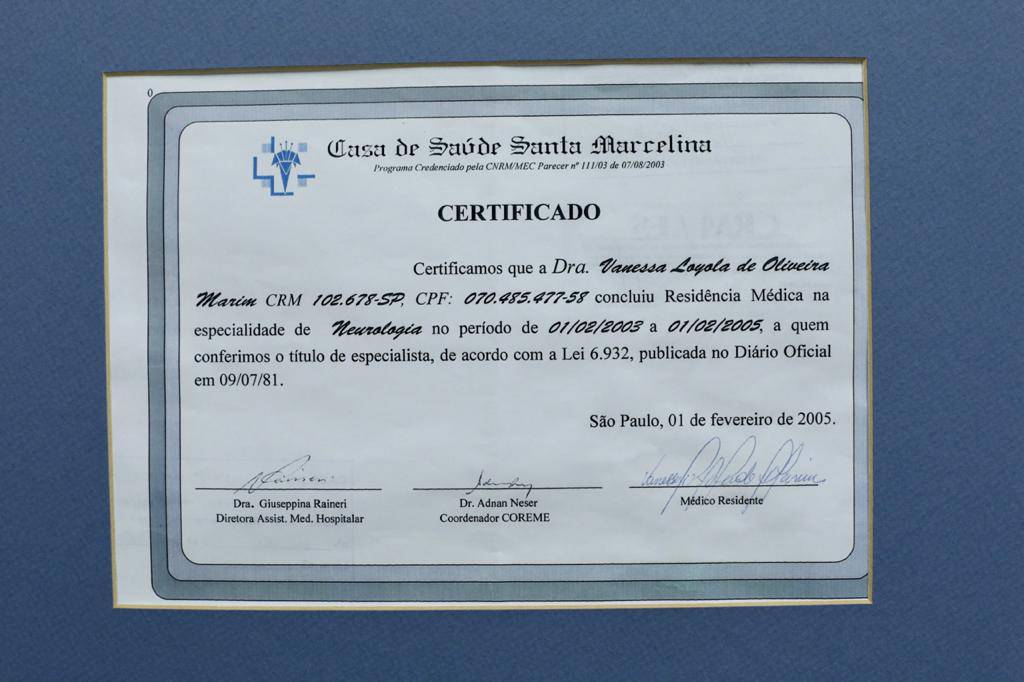 0
Casa de Saúde Santa Marcelina
Programa Credenciado pela CNRM/MEC Parecer nº 111/03 de 07/08/2003
CERTIFICADO
Certificamos que a Dra. Vanessa Loyola de Oliveira
Marim CRM 102.678-SP, CPF: 070.485.477-58 concluiu Residência Médica na
especialidade de Neurologia no período de 01/02/2003 a 01/02/2005, a quem
conferimos o título de especialista, de acordo com a Lei 6.932, publicada no Diário Oficial
em 09/07/81.
São Paulo, 01 de fevereiro de 2005.
Dra. Giuseppina Raineri
Diretora Assist. Med. Hospitalar
Dr. Adnan Neser
Coordenador COREME
Médico Residente